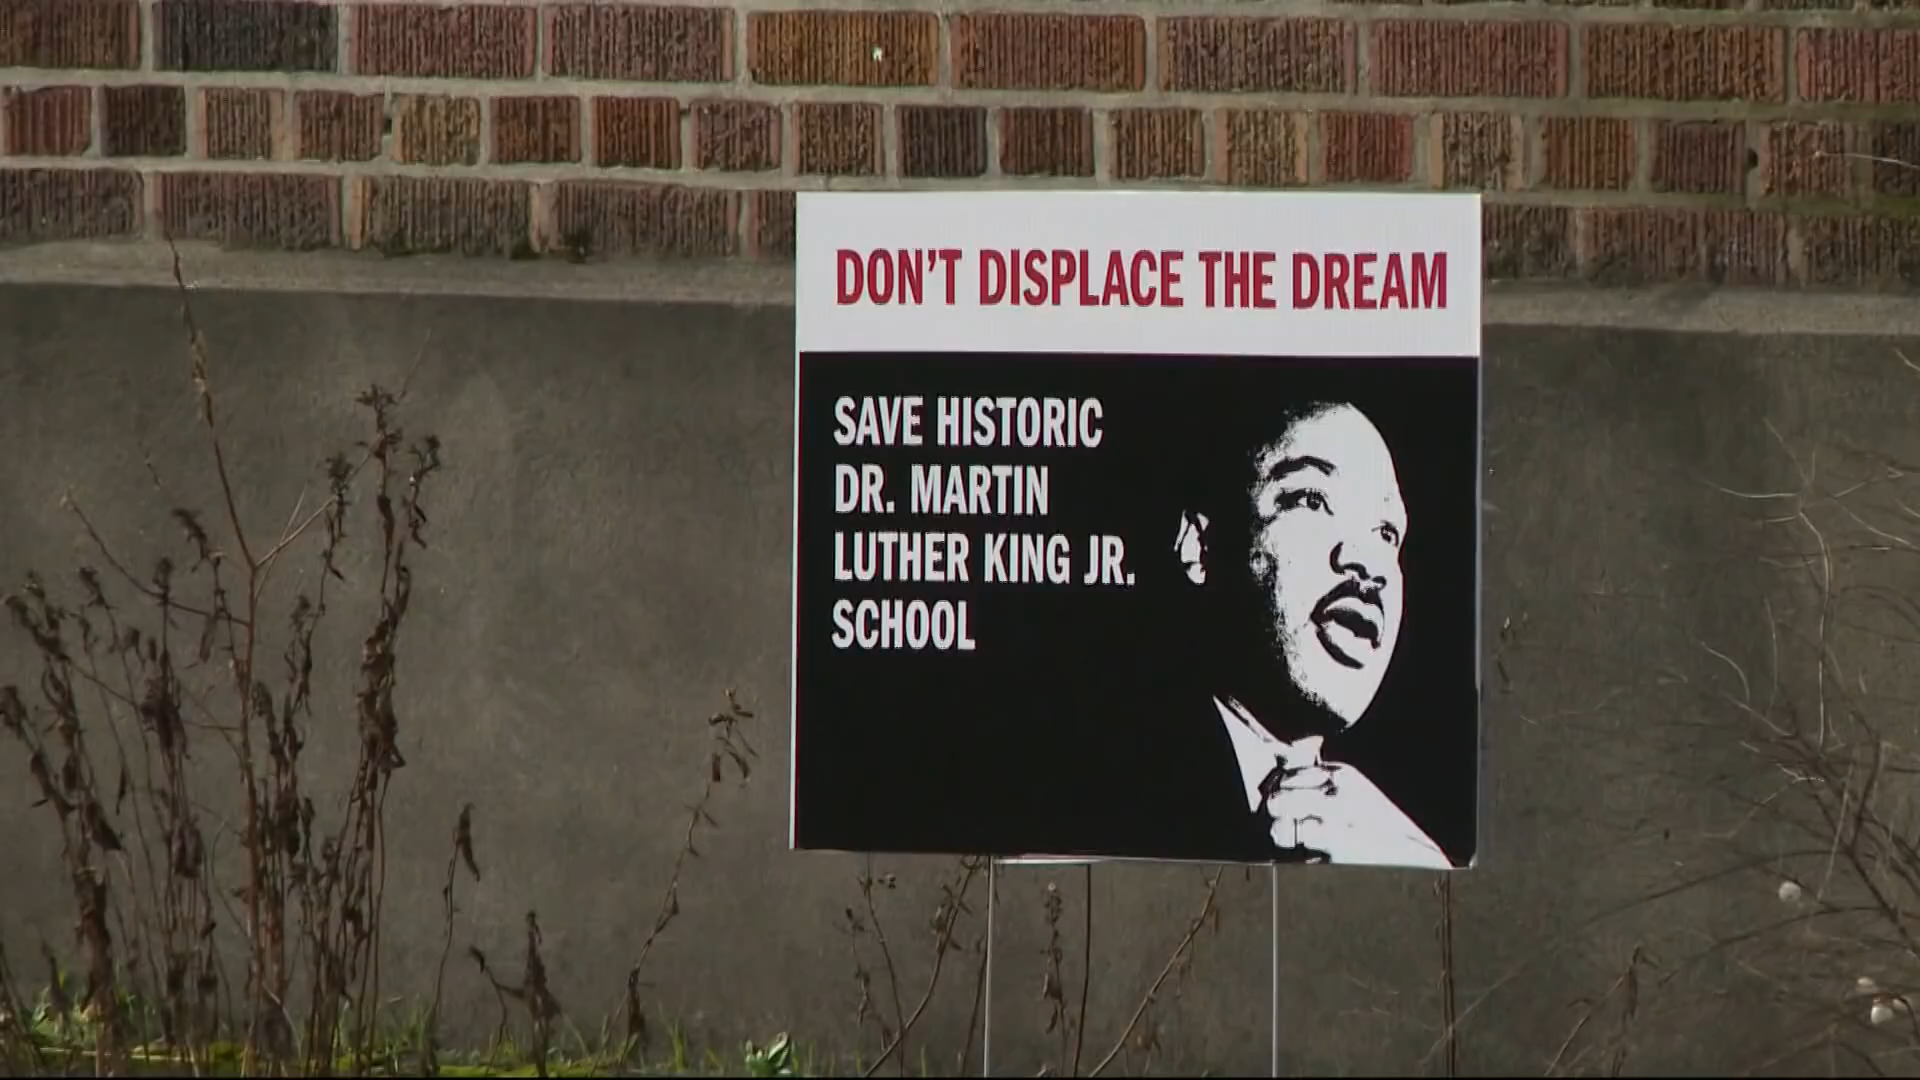 DON'T DISPLACE THE DREAM
SAVE HISTORIC
DR. MARTIN
LUTHER KING JR.
SCHOOL